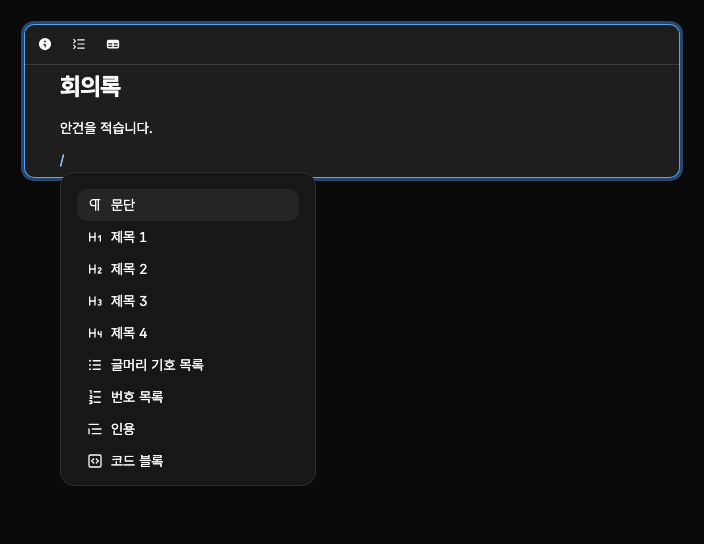 회의록
안건을 적습니다.
/
문단
H1 제목 1
H2 제목 2
H3 제목 3
H4 제목 4
글머리 기호 목록
번호 목록
인용
코드 블록